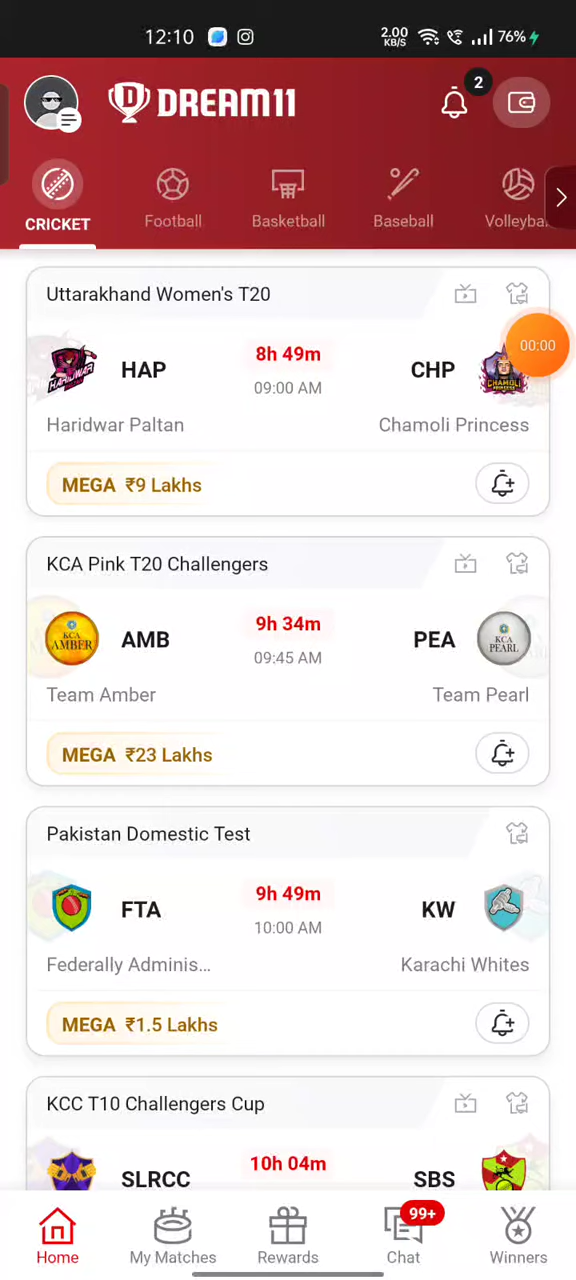 12:10 2.00 KB/S 76%
DREAM11 2
CRICKET Football Basketball Baseball Volleyba
Uttarakhand Women's T20
00:00
HAP 8h 49m CHP
09:00 AM
Haridwar Paltan Chamoli Princess
MEGA ₹9 Lakhs
KCA Pink T20 Challengers
KCA AMBER AMB 9h 34m PEA KCA PEARL
09:45 AM
Team Amber Team Pearl
MEGA ₹23 Lakhs
Pakistan Domestic Test
FTA 9h 49m KW
10:00 AM
Federally Adminis... Karachi Whites
MEGA ₹1.5 Lakhs
KCC T10 Challengers Cup
SLRCC 10h 04m SBS
99+
Home My Matches Rewards Chat Winners